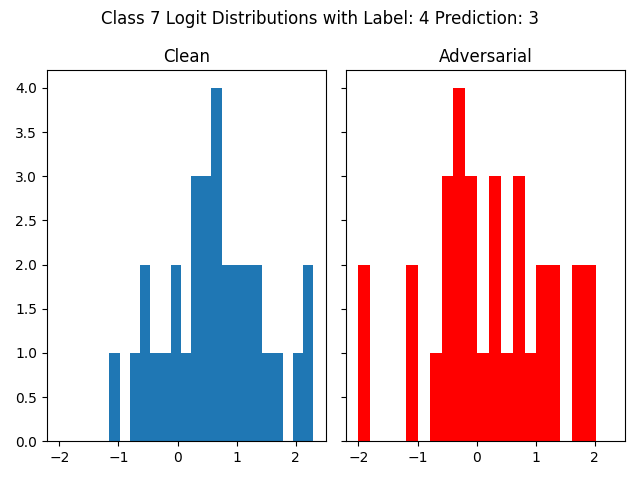 Class 7 Logit Distributions with Label: 4 Prediction: 3
Clean
Adversarial
4.0
3.5
3.0
2.5
2.0
1.5
1.0
0.5
0.0
−2 −1 0 1 2
−2 −1 0 1 2